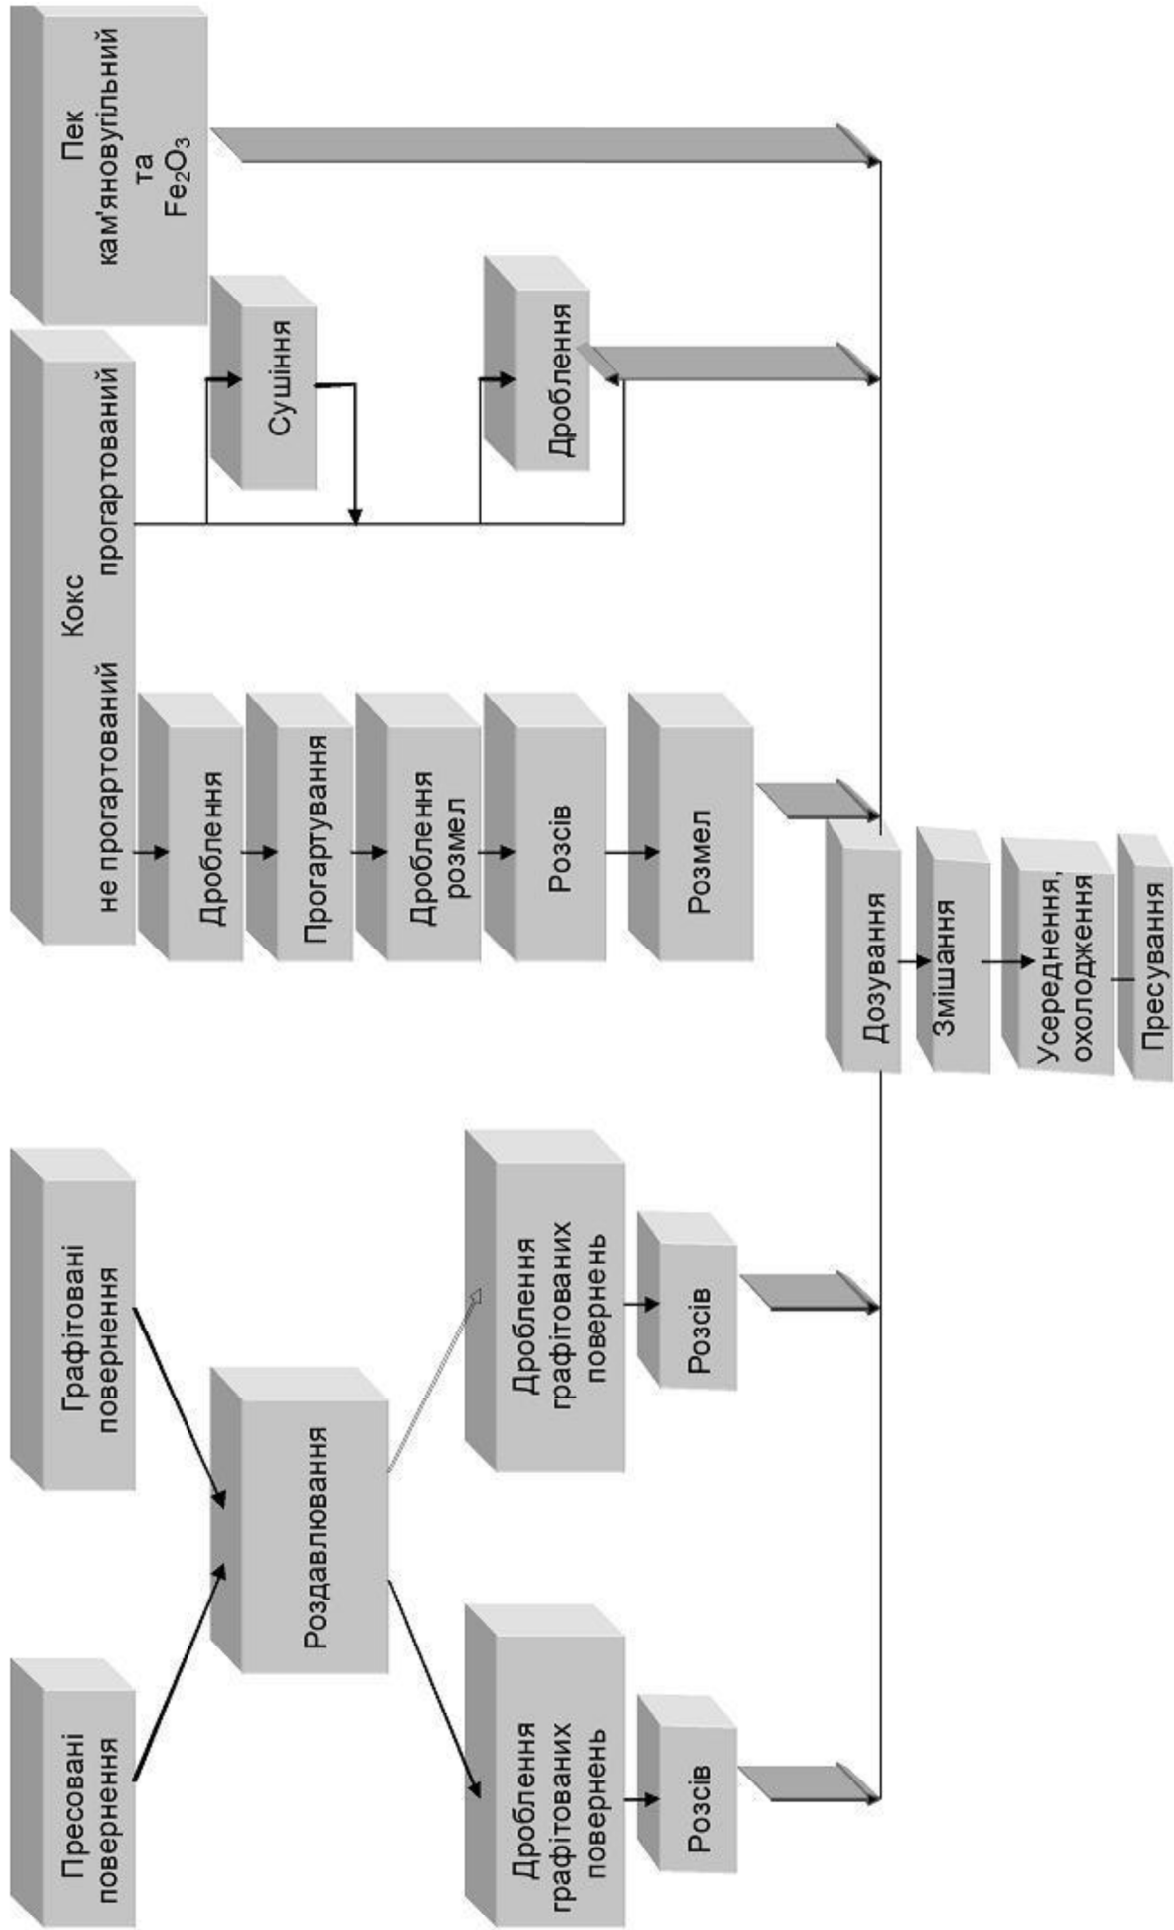 Пресовані
повернення
Графітовані
повернення
Кокс
не прогартований
прогартований
Пек
кам'яновугільний
та
Fe₂O₃
Роздавлювання
Дроблення
Прогартування
Дроблення
розмел
Розсів
Розмел
Сушіння
Дроблення
Дроблення
графітованих
повернень
Розсів
Дроблення
графітованих
повернень
Розсів
Дозування
Змішання
Усереднення,
охолодження
Пресування